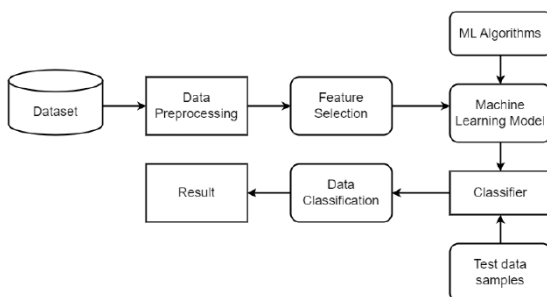 ML Algorithms
Dataset
Data
Preprocessing
Feature
Selection
Machine
Learning Model
Result
Data
Classification
Classifier
Test data
samples